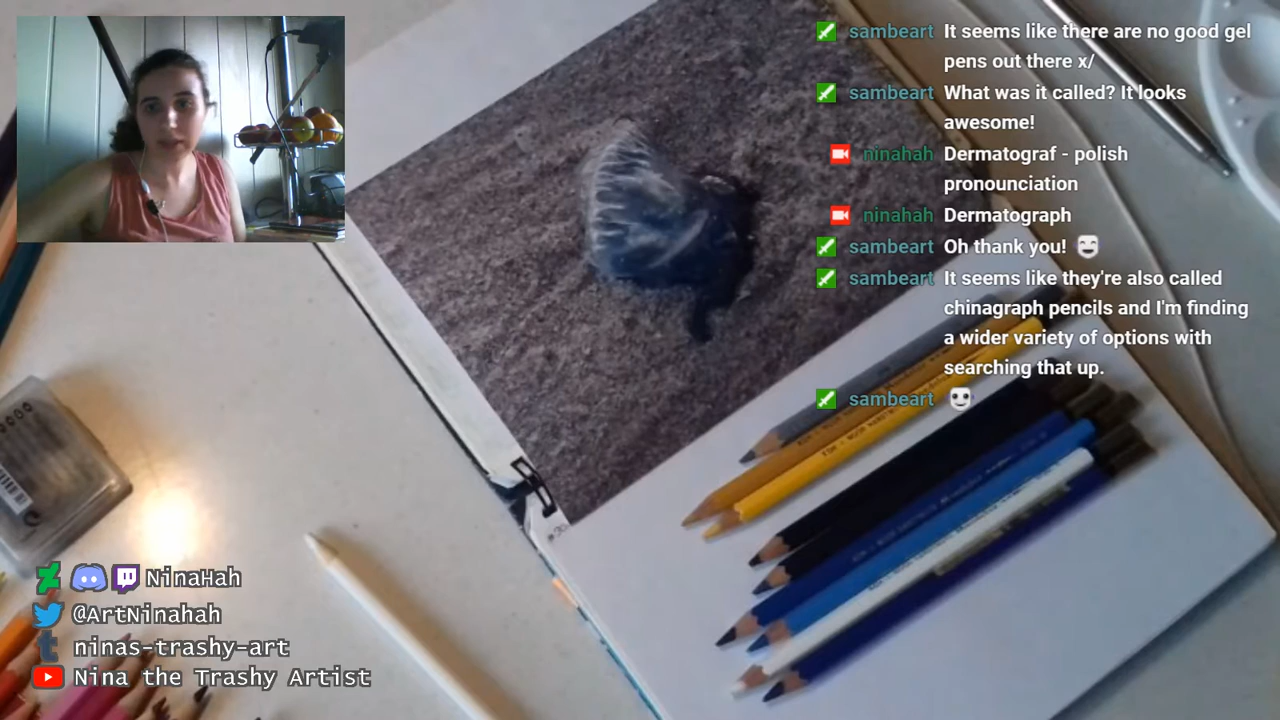 sambeart It seems like there are no good gel
pens out there x/
sambeart What was it called? It looks
awesome!
ninahah Dermatograf - polish
pronounciation
ninahah Dermatograph
sambeart Oh thank you!
sambeart It seems like they're also called
chinagraph pencils and I'm finding
a wider variety of options with
searching that up.
sambeart
NinaHah
@ArtNinahah
ninas-trashy-art
Nina the Trashy Artist